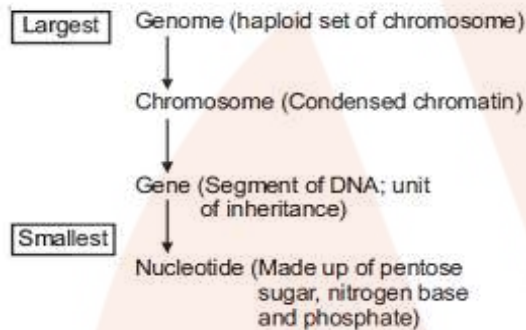 Largest
Genome (haploid set of chromosome)
Chromosome (Condensed chromatin)
Gene (Segment of DNA; unit
of inheritance)
Smallest
Nucleotide (Made up of pentose
sugar, nitrogen base
and phosphate)